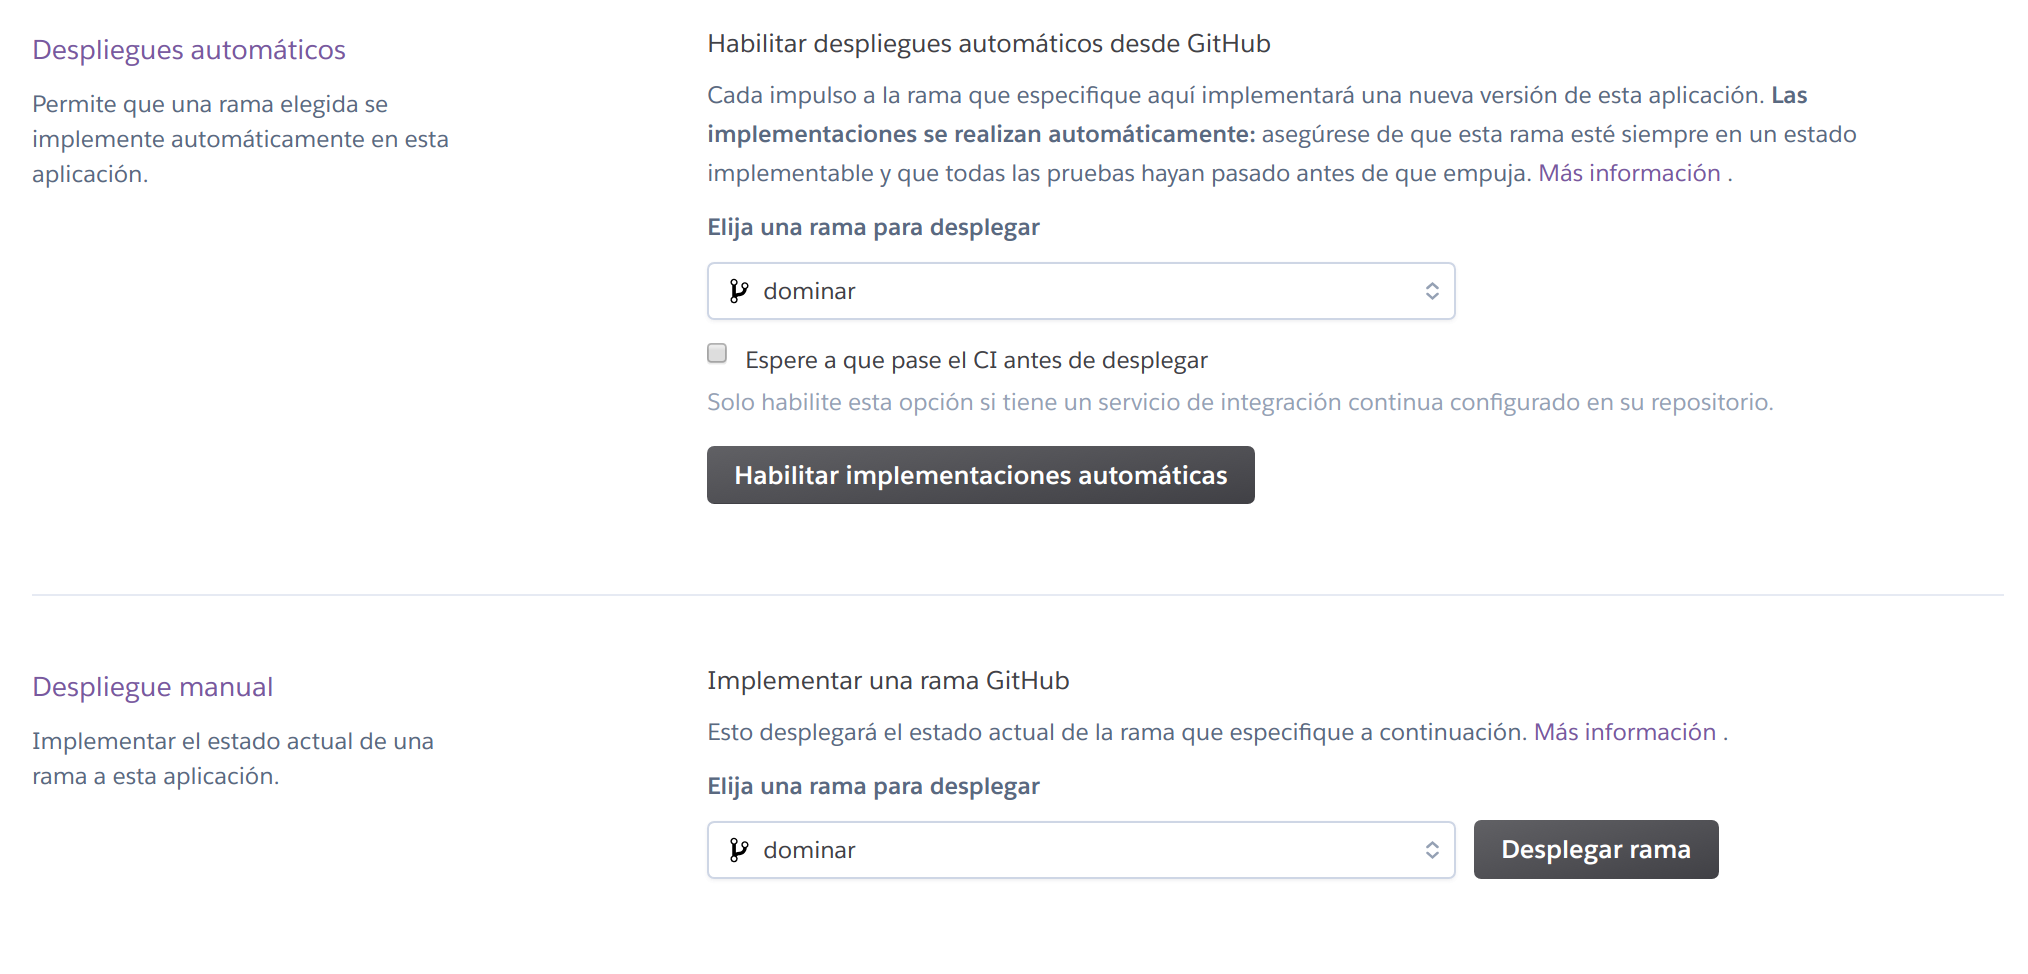 Despliegues automáticos
Permite que una rama elegida se
implemente automáticamente en esta
aplicación.
Habilitar despliegues automáticos desde GitHub
Cada impulso a la rama que especifique aquí implementará una nueva versión de esta aplicación. Las
implementaciones se realizan automáticamente: asegúrese de que esta rama esté siempre en un estado
implementable y que todas las pruebas hayan pasado antes de que empuja. Más información .
Elija una rama para desplegar
dominar
Espere a que pase el CI antes de desplegar
Solo habilite esta opción si tiene un servicio de integración continua configurado en su repositorio.
Habilitar implementaciones automáticas
Despliegue manual
Implementar el estado actual de una
rama a esta aplicación.
Implementar una rama GitHub
Esto desplegará el estado actual de la rama que especifique a continuación. Más información .
Elija una rama para desplegar
dominar
Desplegar rama